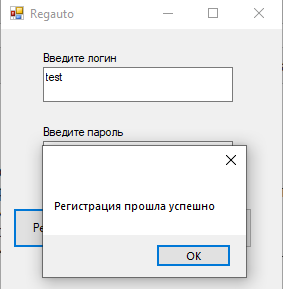 Regauto
Введите логин
test
Введите пароль
Регистрация прошла успешно
OK